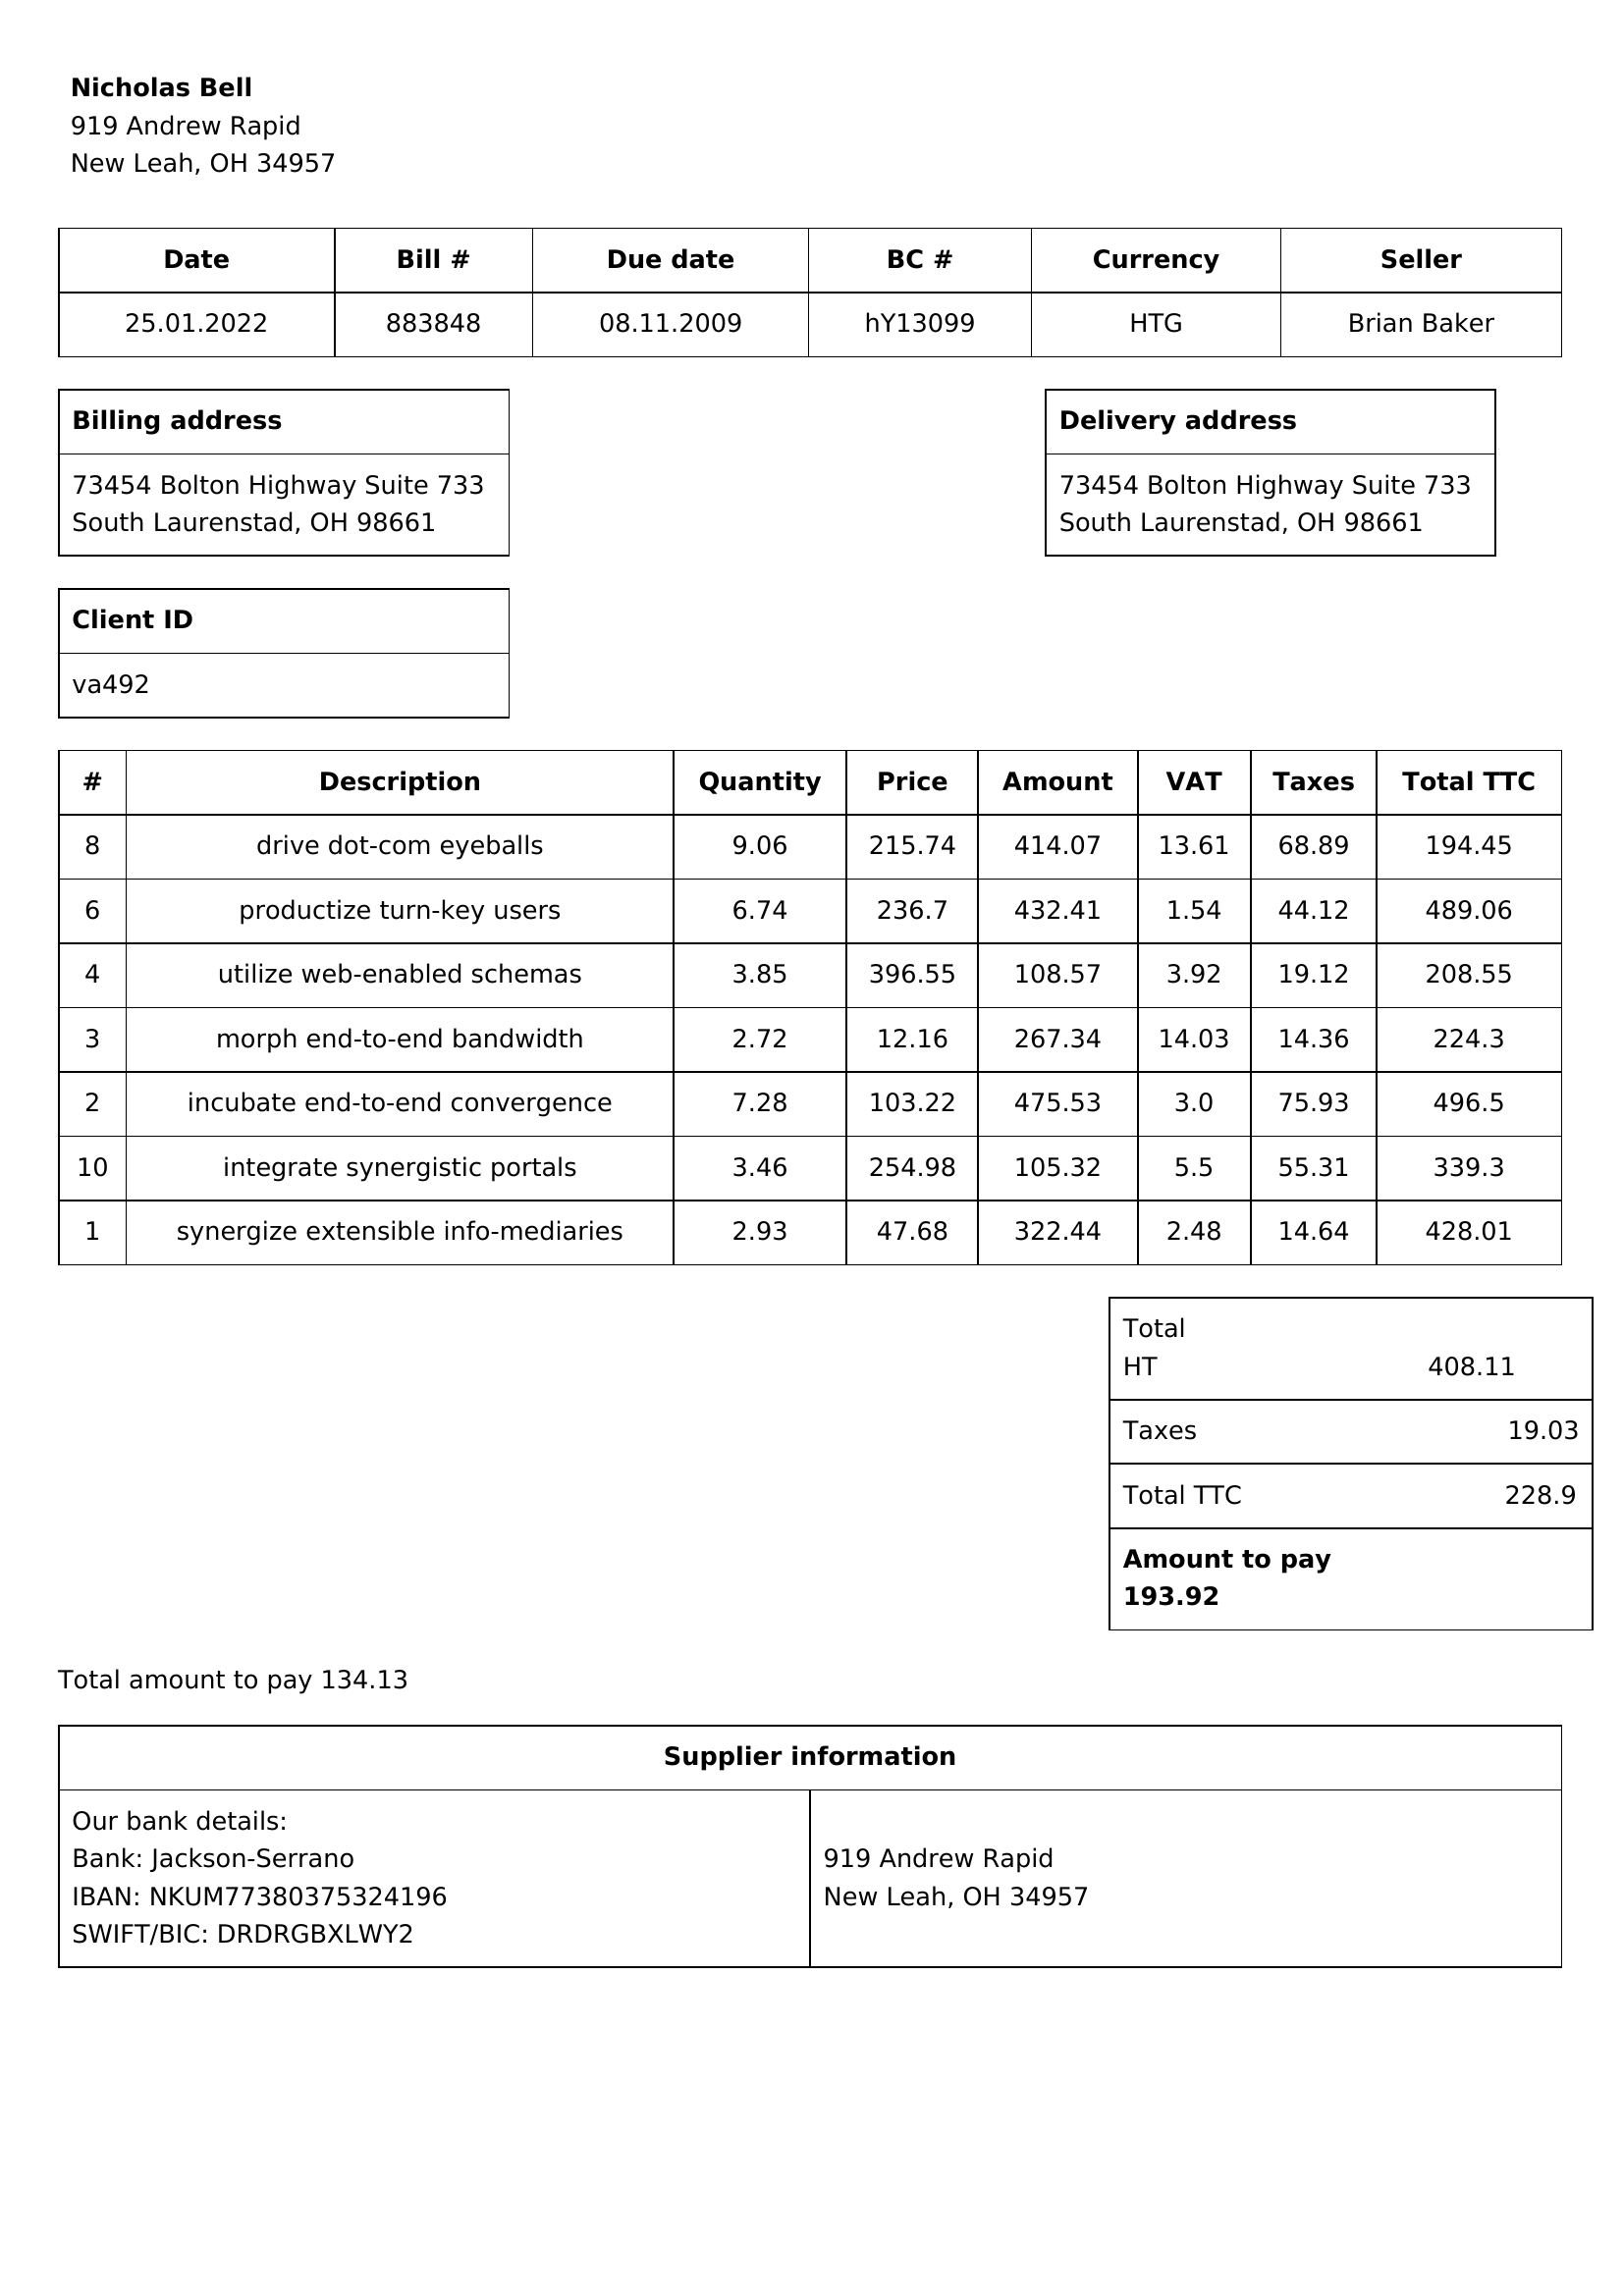 Nicholas Bell
919 Andrew Rapid
New Leah, OH 34957
Date Bill # Due date BC # Currency Seller
25.01.2022 883848 08.11.2009 hY13099 HTG Brian Baker
Billing address
73454 Bolton Highway Suite 733
South Laurenstad, OH 98661
Delivery address
73454 Bolton Highway Suite 733
South Laurenstad, OH 98661
Client ID
va492
# Description Quantity Price Amount VAT Taxes Total TTC
8 drive dot-com eyeballs 9.06 215.74 414.07 13.61 68.89 194.45
6 productize turn-key users 6.74 236.7 432.41 1.54 44.12 489.06
4 utilize web-enabled schemas 3.85 396.55 108.57 3.92 19.12 208.55
3 morph end-to-end bandwidth 2.72 12.16 267.34 14.03 14.36 224.3
2 incubate end-to-end convergence 7.28 103.22 475.53 3.0 75.93 496.5
10 integrate synergistic portals 3.46 254.98 105.32 5.5 55.31 339.3
1 synergize extensible info-mediaries 2.93 47.68 322.44 2.48 14.64 428.01
Total
HT 408.11
Taxes 19.03
Total TTC 228.9
Amount to pay
193.92
Total amount to pay 134.13
Supplier information
Our bank details:
Bank: Jackson-Serrano
IBAN: NKUM77380375324196
SWIFT/BIC: DRDRGBXLWY2
919 Andrew Rapid
New Leah, OH 34957